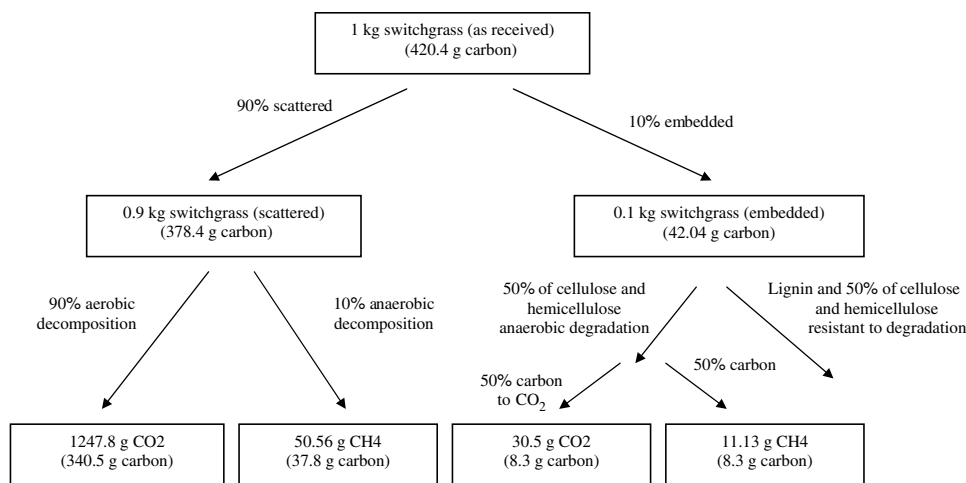 1 kg switchgrass (as received)
(420.4 g carbon)
90% scattered
10% embedded
0.9 kg switchgrass (scattered)
(378.4 g carbon)
0.1 kg switchgrass (embedded)
(42.04 g carbon)
90% aerobic
decomposition
10% anaerobic
decomposition
50% of cellulose and
hemicellulose
anaerobic degradation
Lignin and 50% of cellulose
and hemicellulose
resistant to degradation
50% carbon
to CO₂
50% carbon
1247.8 g CO2
(340.5 g carbon)
50.56 g CH4
(37.8 g carbon)
30.5 g CO2
(8.3 g carbon)
11.13 g CH4
(8.3 g carbon)